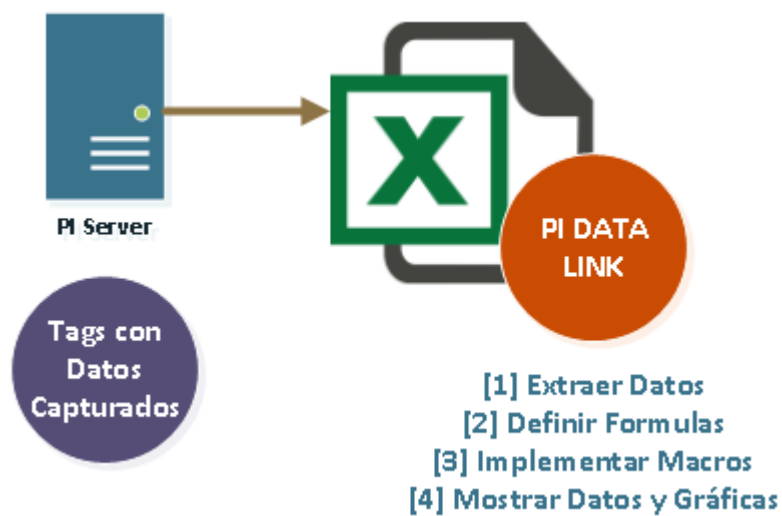 PI Server
Tags con
Datos
Capturados
X
PI DATA
LINK
[1] Extraer Datos
[2] Definir Formulas
[3] Implementar Macros
[4] Mostrar Datos y Gráficas